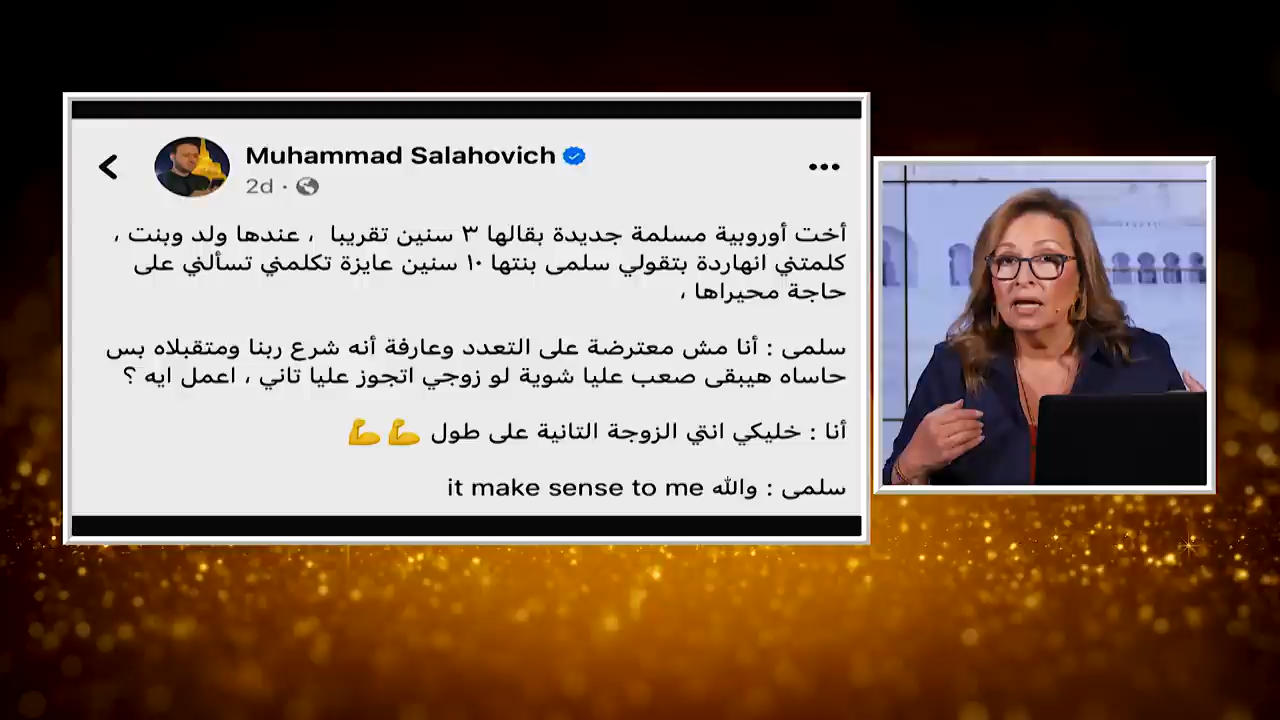 Muhammad Salahovich
2d ·
أخت أوروبية مسلمة جديدة بقالها ٣ سنين تقريبا ، عندها ولد وبنت ،
كلمتني انهاردة بتقولي سلمى بنتها ١٠ سنين عايزة تكلمني تسألني على
حاجة محيراها ،
سلمى : أنا مش معترضة على التعدد وعارفة أنه شرع ربنا ومتقبلاه بس
حاساه هيبقى صعب عليا شوية لو زوجي اتجوز عليا تاني ، اعمل ايه ؟
أنا : خليكي انتي الزوجة التانية على طول 💪💪
سلمى : والله it make sense to me